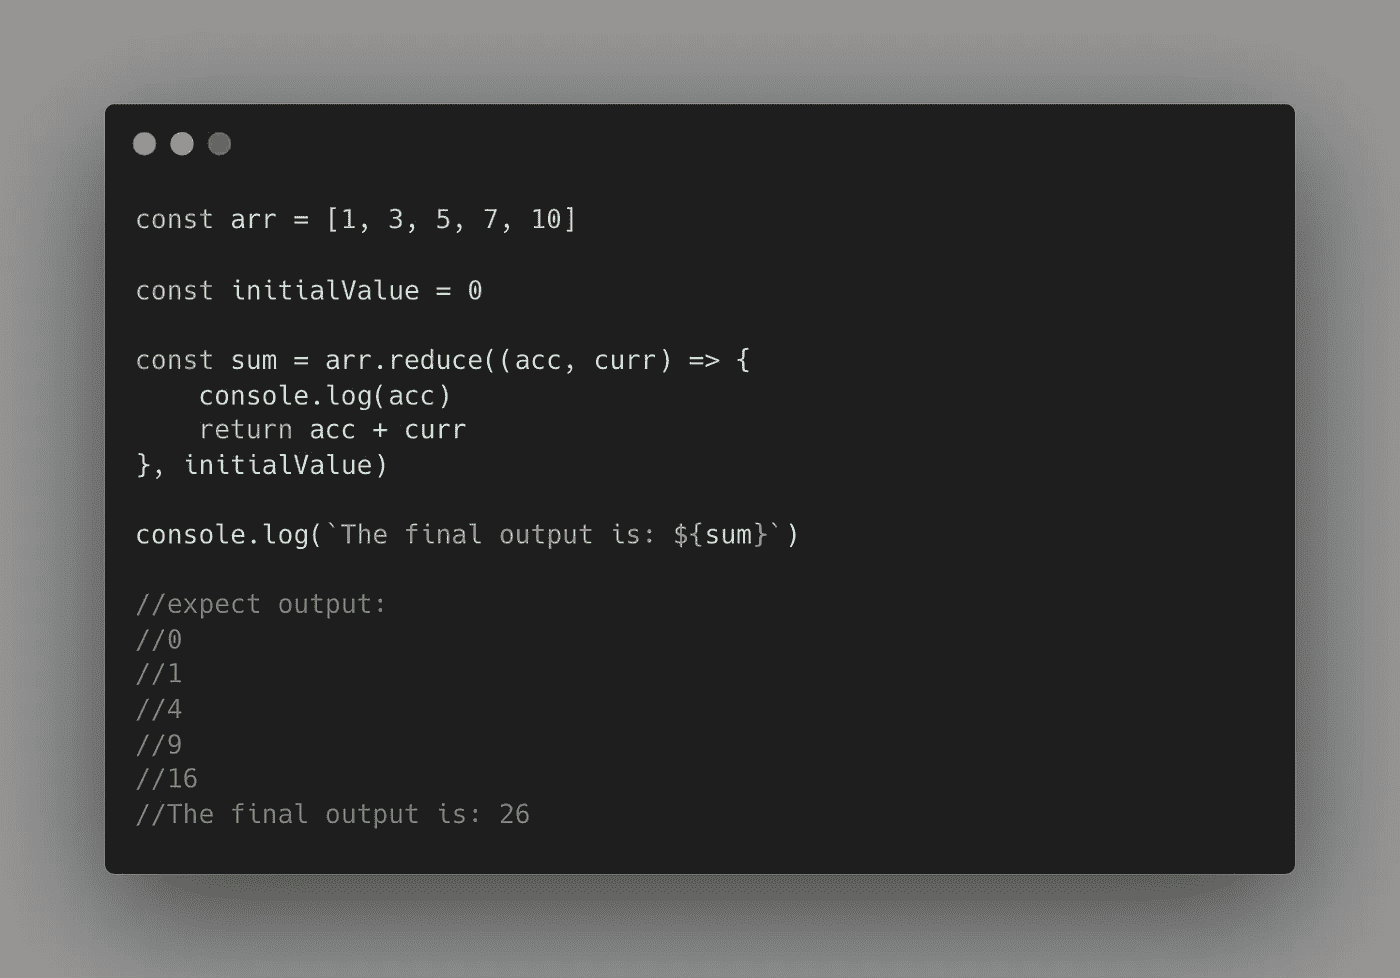 const arr = [1, 3, 5, 7, 10]
const initialValue = 0
const sum = arr.reduce((acc, curr) => {
    console.log(acc)
    return acc + curr
}, initialValue)
console.log(`The final output is: ${sum}`)
//expect output:
//0
//1
//4
//9
//16
//The final output is: 26